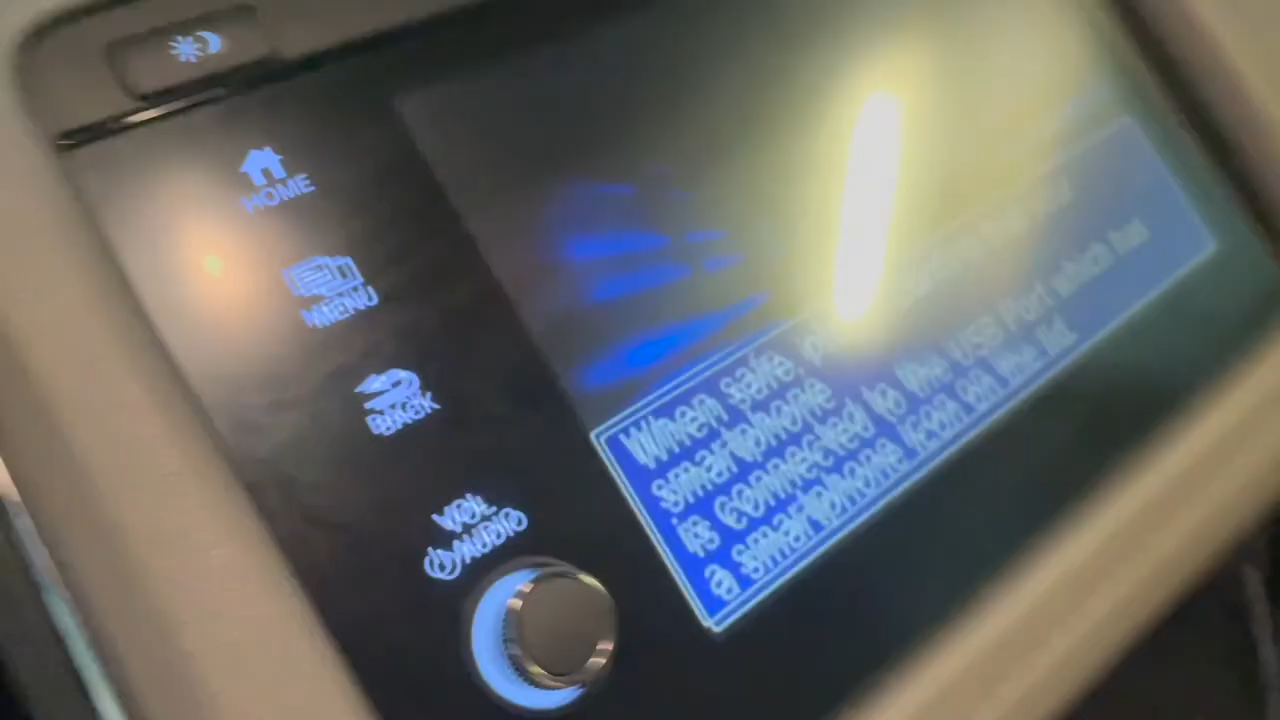 HOME
MENU
BACK
VOL
AUDIO
When safe,
smartphone
is connected to the USB Port which has
a smartphone icon on the lid